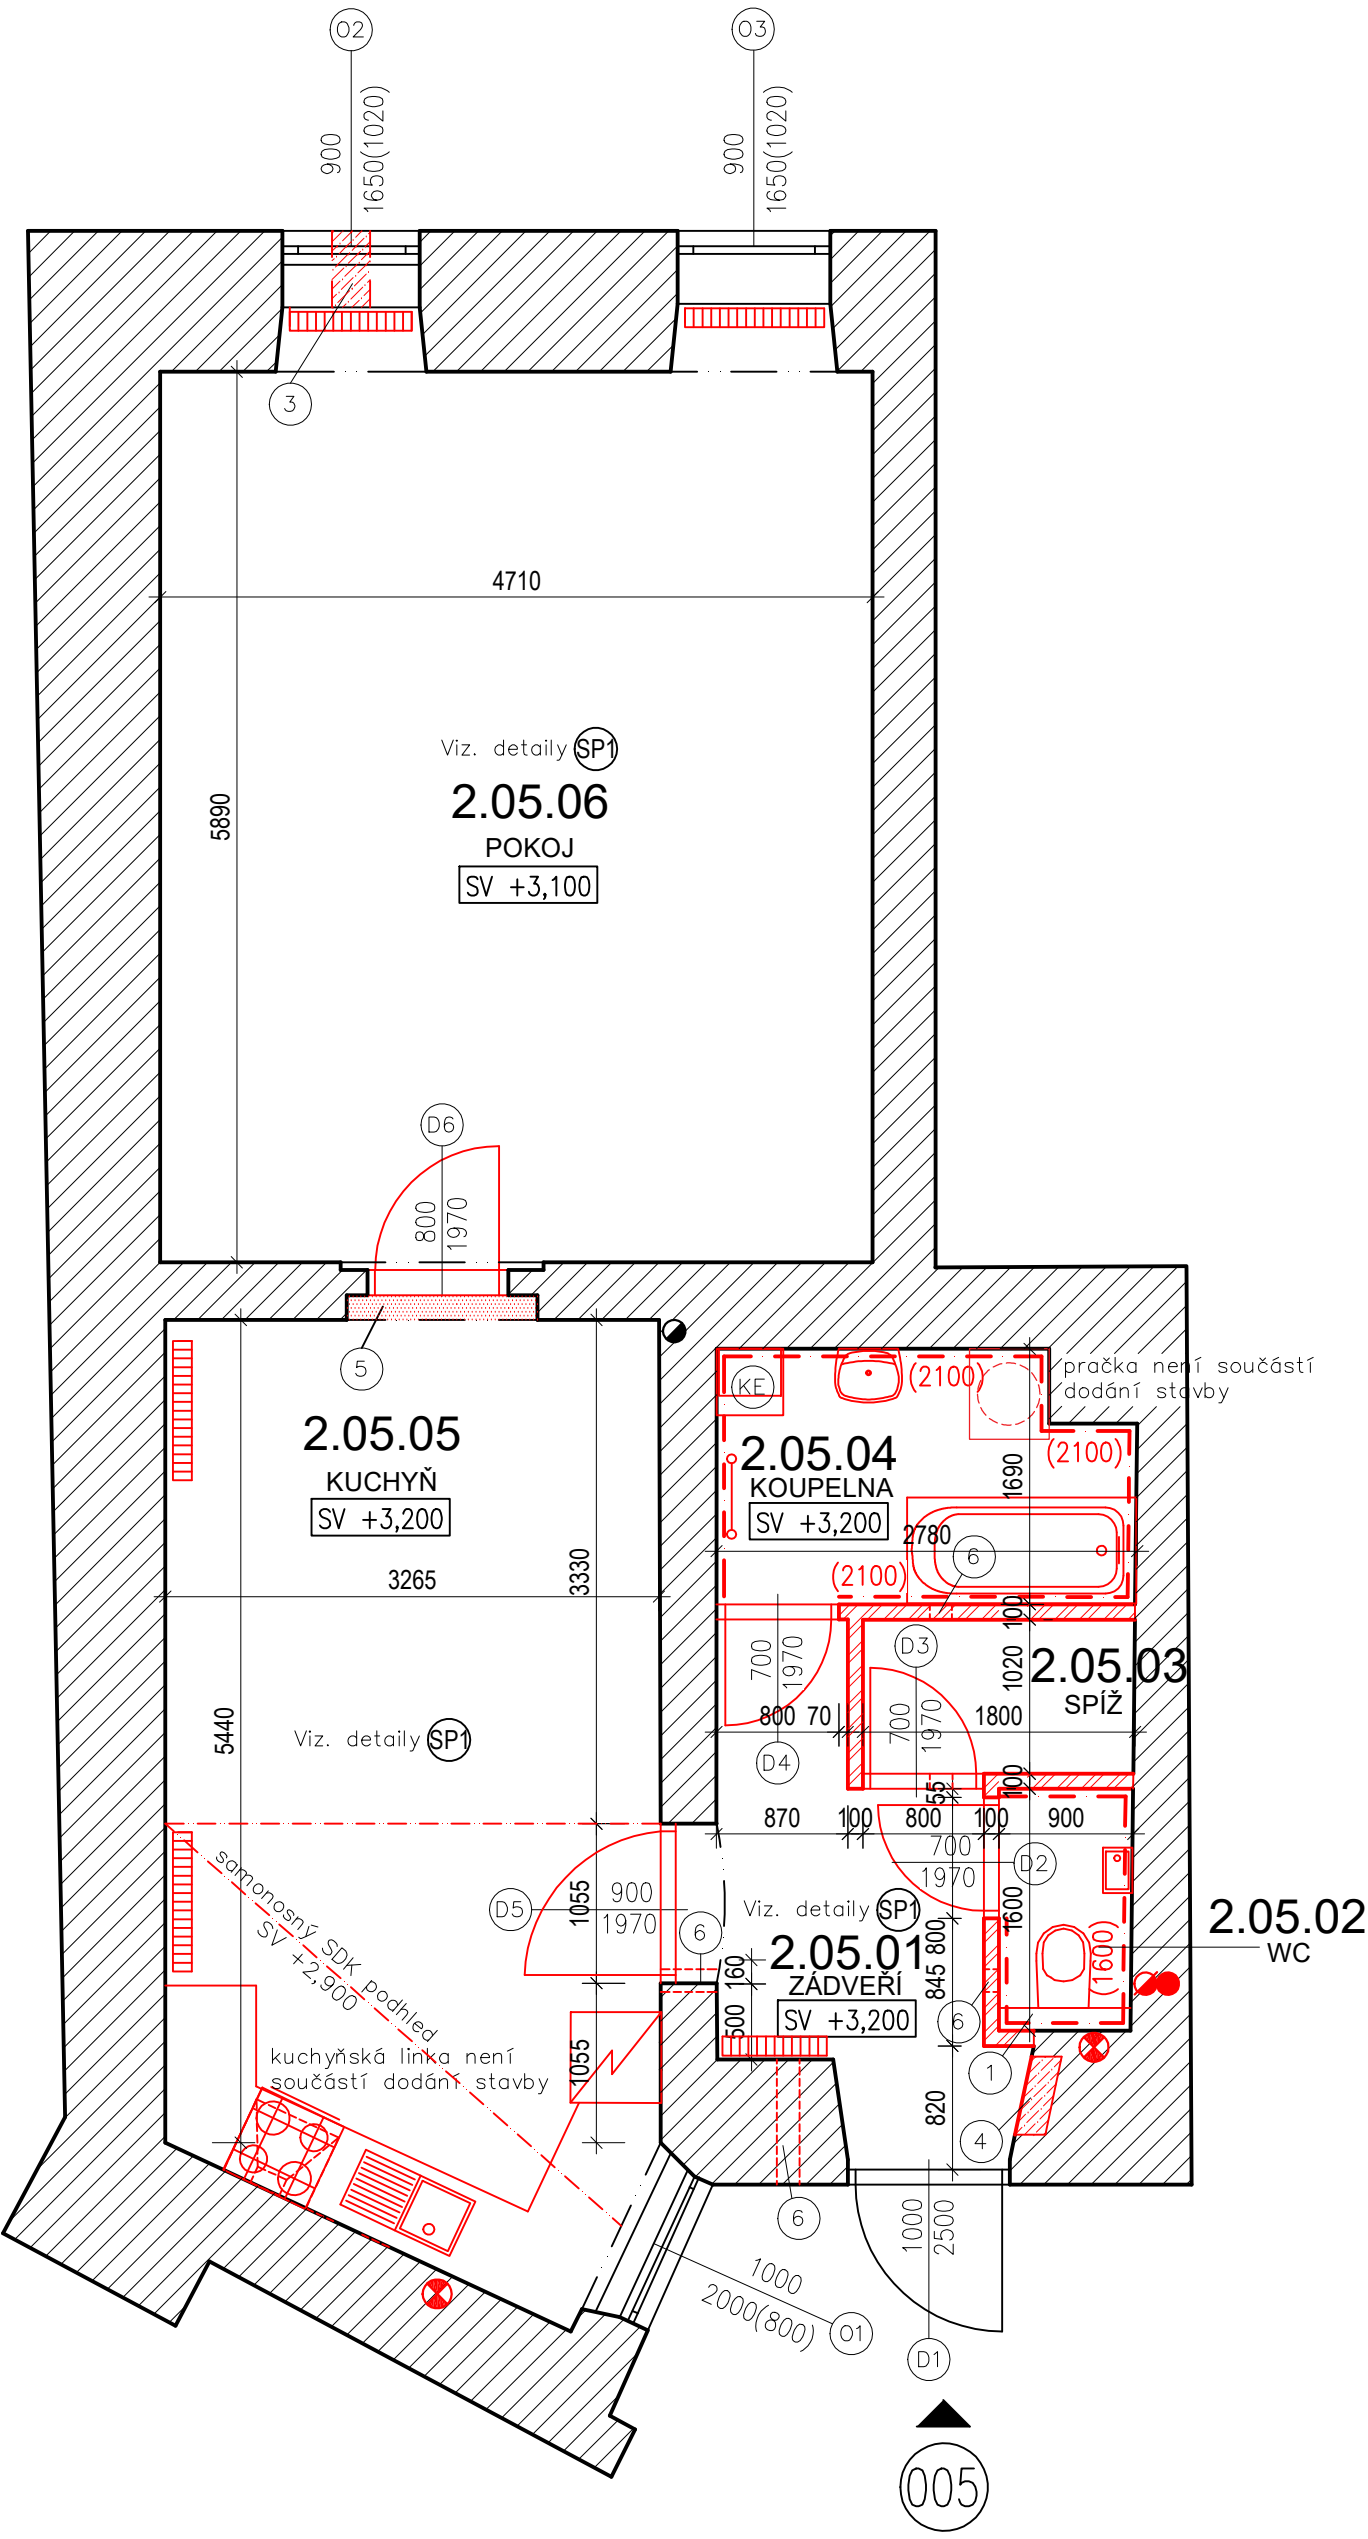 O2
O3
900
1650(1020)
900
1650(1020)
3
4710
Viz. detaily SP1
2.05.06
POKOJ
SV +3,100
5890
D6
800
1970
5
pračka není součástí
dodání stavby
KE
(2100)
(2100)
2.05.05
KUCHYŇ
SV +3,200
2.05.04
KOUPELNA
SV +3,200
1690
2780
6
(2100)
3265
3330
100
700
1970
D3
1020
2.05.03
SPÍŽ
800
70
700
1970
1800
5440
Viz. detaily SP1
D4
100
55
870
100
800
100
900
700
1970
D2
samonosný SDK podhled
SV +2,900
D5
1055
900
1970
6
Viz. detaily SP1
2.05.01
ZÁDVEŘÍ
SV +3,200
160
500
800
845
1600
(1600)
2.05.02
WC
6
kuchyňská linka není
součástí dodání stavby
1055
1
820
4
6
1000
2500
1000
2000(800)
O1
D1
005